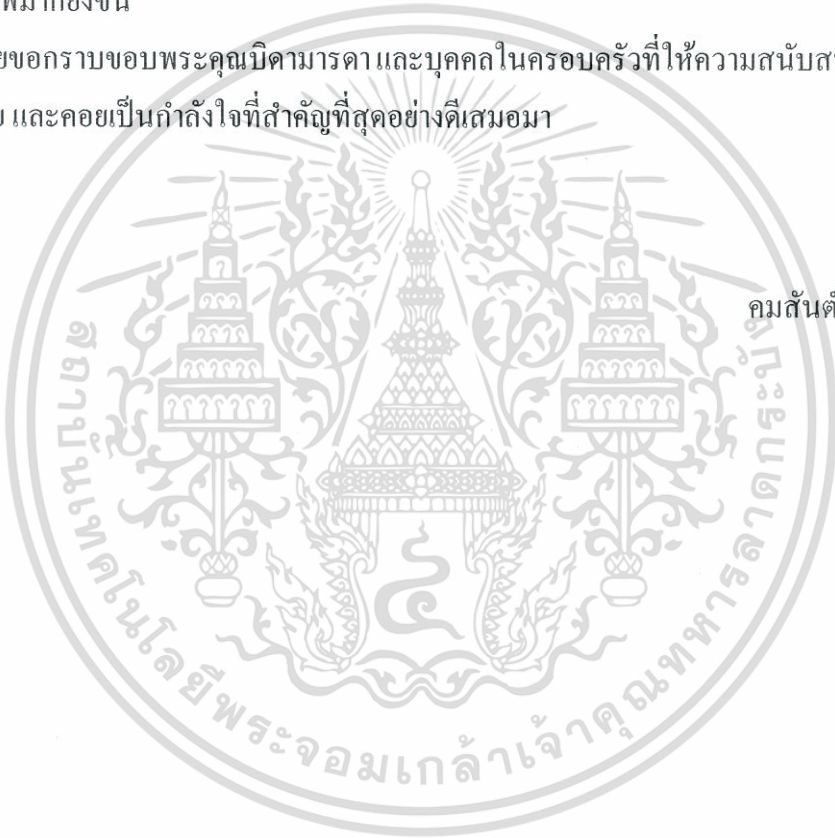 ขอกราบขอบพระคุณบิดามารดา และบุคคลในครอบครัวที่ให้ความสนับส
และคอยเป็นกำลังใจที่สำคัญที่สุดอย่างดีเสมอมา
คมสันต์
สถาบันเทคโนโลยีพระจอมเกล้าเจ้าคุณทหารลาดกระบัง